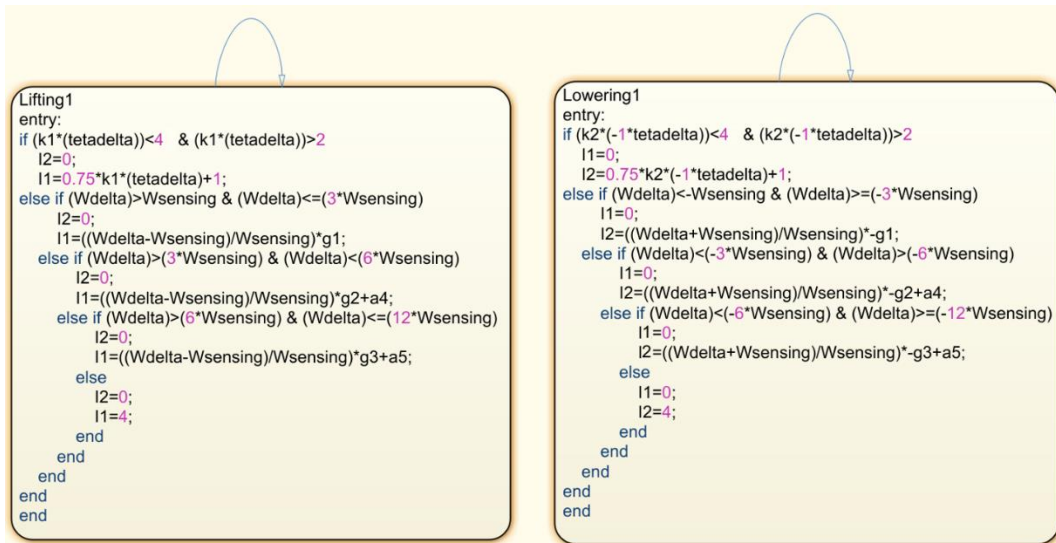 Lifting1
entry:
if (k1*(tetadelta))<4 & (k1*(tetadelta))>2
I2=0;
I1=0.75*k1*(tetadelta)+1;
else if (Wdelta)>Wsensing & (Wdelta)<=(3*Wsensing)
I2=0;
I1=((Wdelta-Wsensing)/Wsensing)*g1;
else if (Wdelta)>(3*Wsensing) & (Wdelta)<(6*Wsensing)
I2=0;
I1=((Wdelta-Wsensing)/Wsensing)*g2+a4;
else if (Wdelta)>(6*Wsensing) & (Wdelta)<=(12*Wsensing)
I2=0;
I1=((Wdelta-Wsensing)/Wsensing)*g3+a5;
else
I2=0;
I1=4;
end
end
end
end
end
Lowering1
entry:
if (k2*(-1*tetadelta))<4 & (k2*(-1*tetadelta))>2
I1=0;
I2=0.75*k2*(-1*tetadelta)+1;
else if (Wdelta)<-Wsensing & (Wdelta)>=(-3*Wsensing)
I1=0;
I2=((Wdelta+Wsensing)/Wsensing)*-g1;
else if (Wdelta)<(-3*Wsensing) & (Wdelta)>(-6*Wsensing)
I1=0;
I2=((Wdelta+Wsensing)/Wsensing)*-g2+a4;
else if (Wdelta)<(-6*Wsensing) & (Wdelta)>=(-12*Wsensing)
I1=0;
I2=((Wdelta+Wsensing)/Wsensing)*-g3+a5;
else
I1=0;
I2=4;
end
end
end
end
end